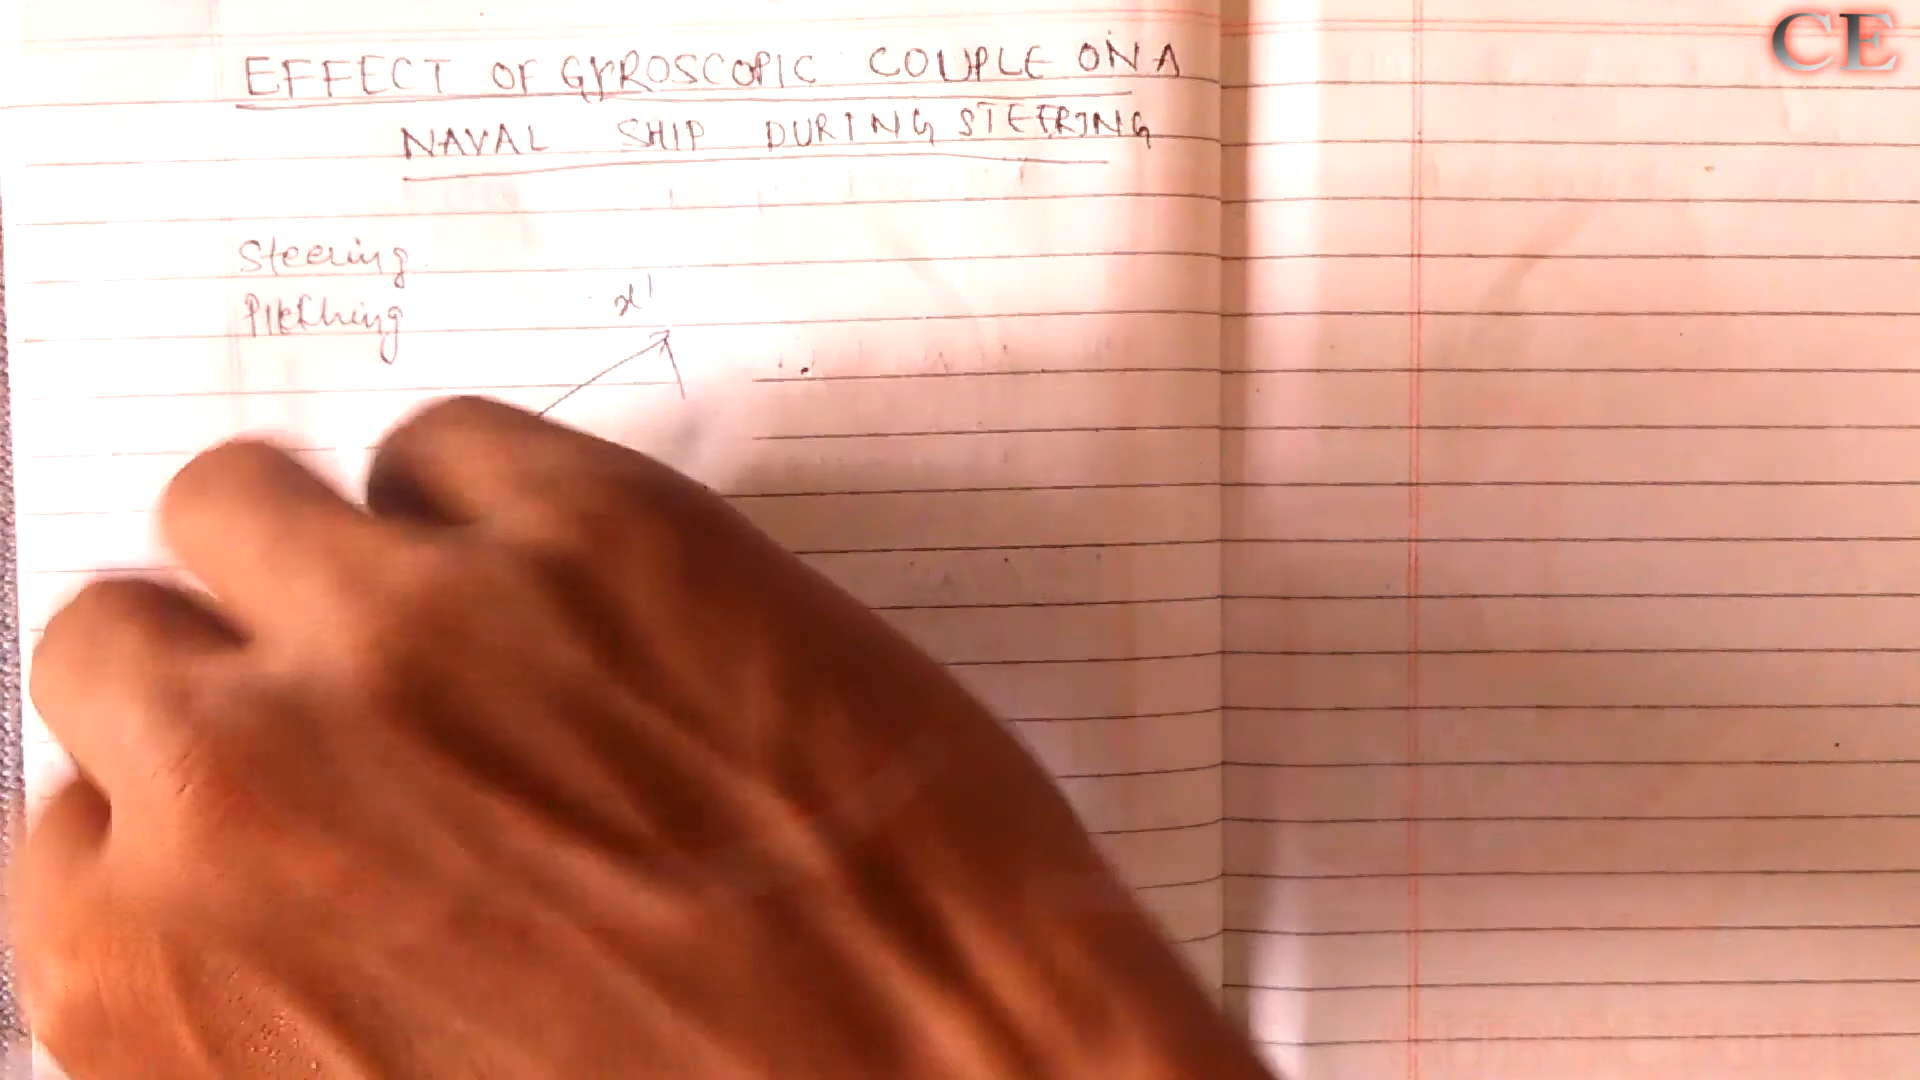 CE
EFFECT OF GYROSCOPIC COUPLE ON A
NAVAL SHIP DURING STEERING
Steering
Pitching
x'